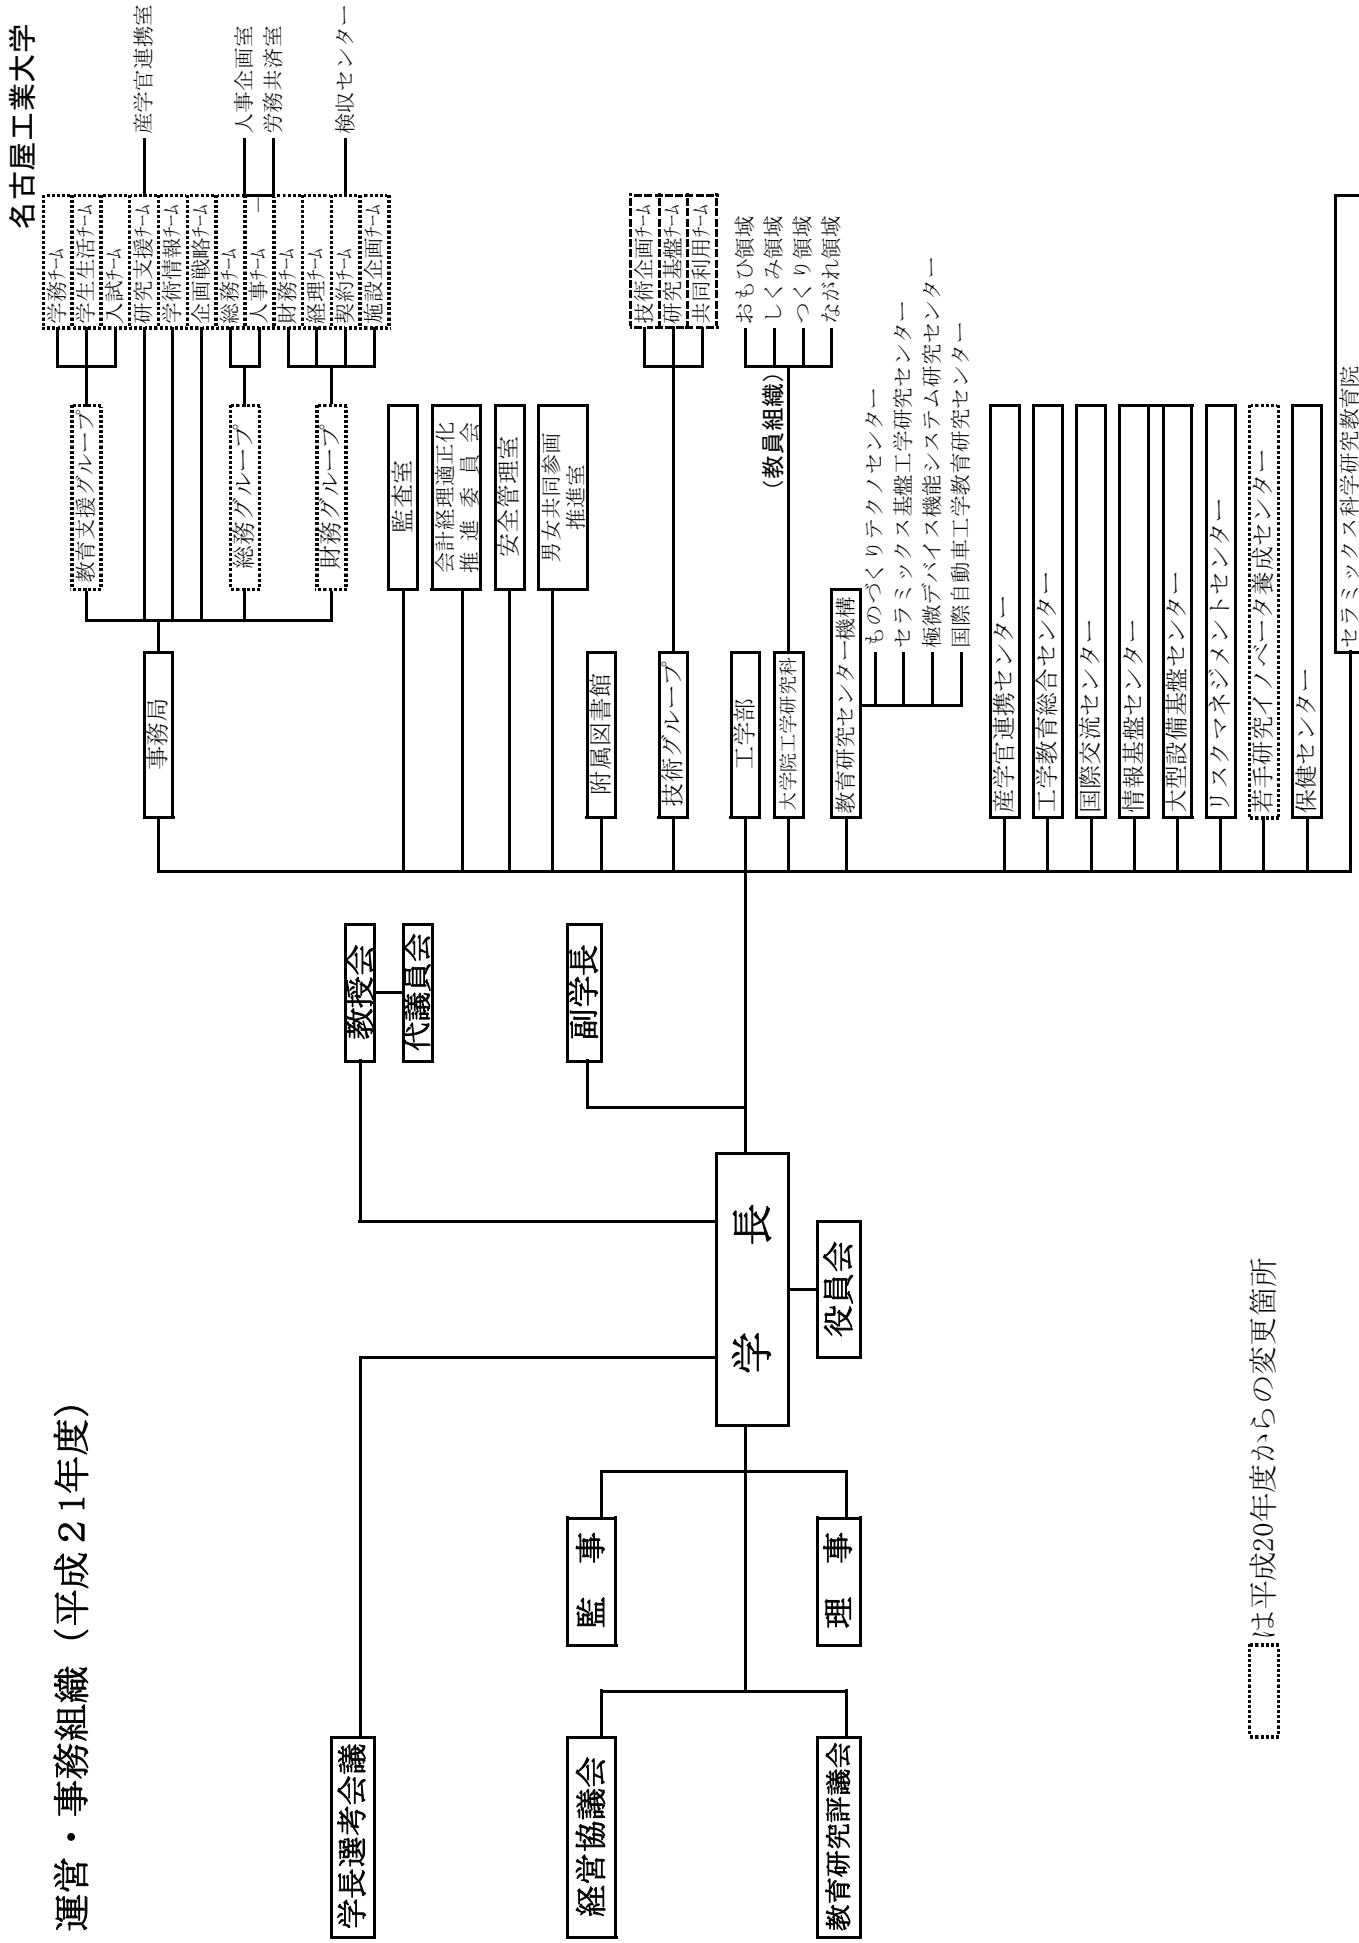 名古屋工業大学
運営・事務組織（平成２１年度）
学長選考会議
経営協議会
教育研究評議会
監　事
理　事
学　長
役員会
教授会
代議員会
副学長
事務局
教育支援グループ
学務チーム
学生生活チーム
入試チーム
研究支援チーム
産学官連携室
学術情報チーム
企画戦略チーム
総務グループ
総務チーム
人事チーム
人事企画室
労務共済室
財務グループ
財務チーム
経理チーム
契約チーム
検収センター
施設企画チーム
監査室
会計経理適正化
推 進 委 員 会
安全管理室
男女共同参画
推進室
附属図書館
技術グループ
技術企画チーム
研究基盤チーム
共同利用チーム
工学部
大学院工学研究科
（教員組織）
おもひ領域
しくみ領域
つくり領域
ながれ領域
教育研究センター機構
ものづくりテクノセンター
セラミックス基盤工学研究センター
極微デバイス機能システム研究センター
国際自動車工学教育研究センター
産学官連携センター
工学教育総合センター
国際交流センター
情報基盤センター
大型設備基盤センター
リスクマネジメントセンター
若手研究イノベータ養成センター
保健センター
セラミックス科学研究教育院
は平成20年度からの変更箇所